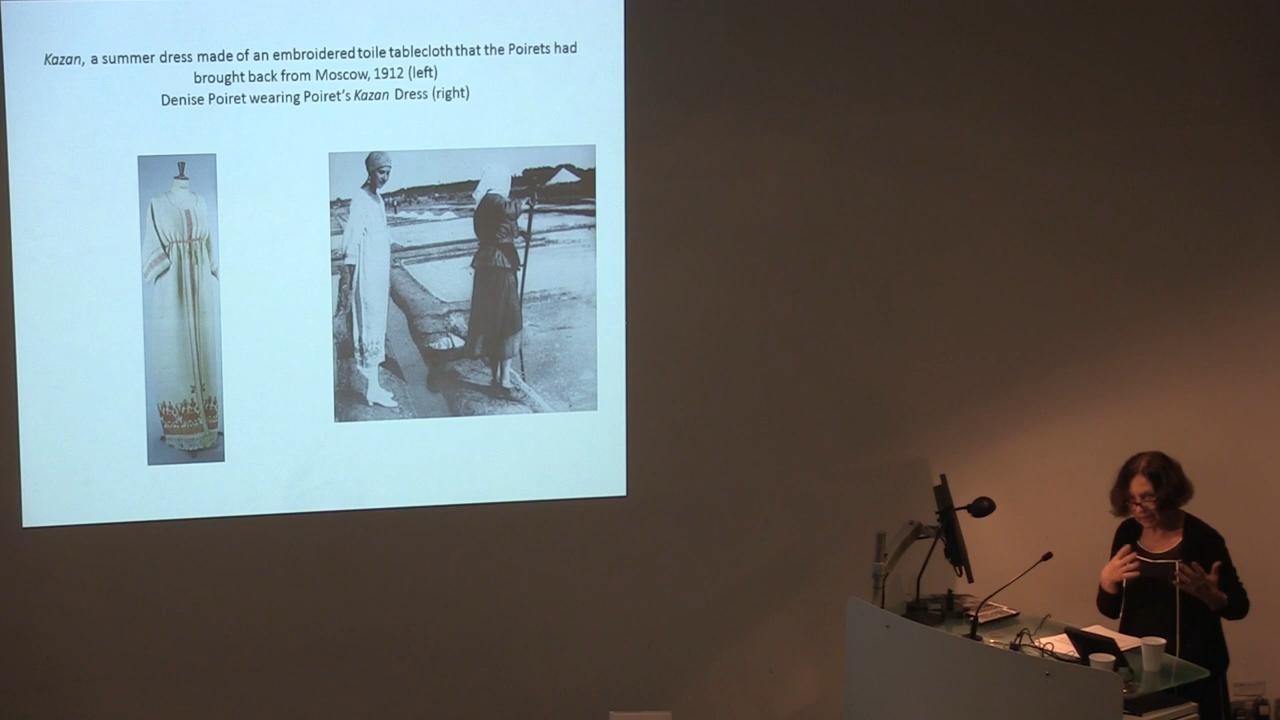 Kazan, a summer dress made of an embroidered toile tablecloth that the Poirets had
brought back from Moscow, 1912 (left)
Denise Poiret wearing Poiret's Kazan Dress (right)